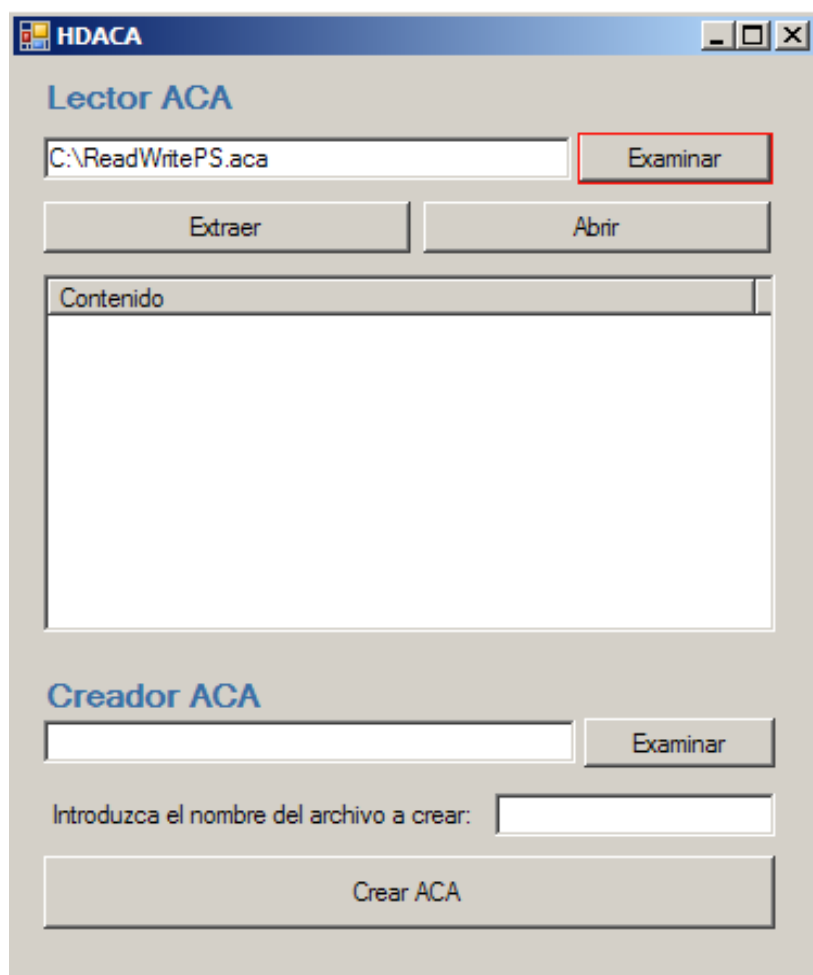 HDACA
Lector ACA
C:\ReadWritePS.aca Examinar
Extraer Abrir
Contenido
Creador ACA
Examinar
Introduzca el nombre del archivo a crear:
Crear ACA